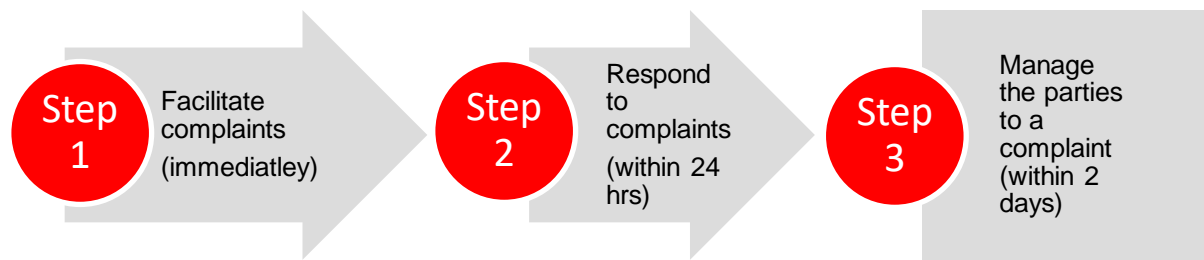 Step
1
Facilitate
complaints
(immediatley)
Step
2
Respond
to
complaints
(within 24
hrs)
Step
3
Manage
the parties
to a
complaint
(within 2
days)